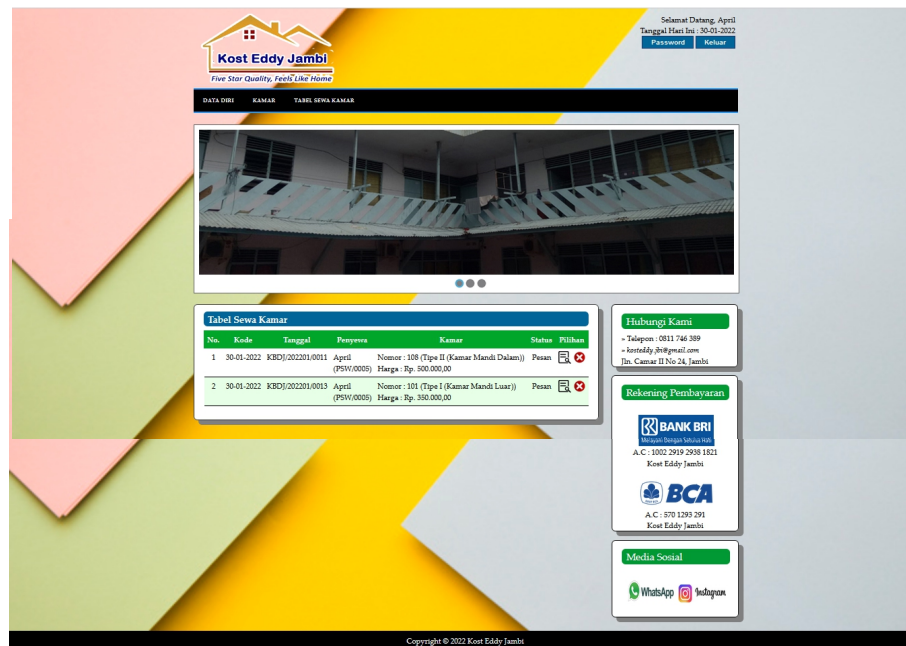 Kost Eddy Jambi
Five Star Quality, Feels Like Home
Selamat Datang, April
Tanggal Hari Ini : 30-01-2022
Password Keluar
DATA DIRI KAMAR TABEL SEWA KAMAR
Tabel Sewa Kamar
No. Kode Tanggal Penyewa Kamar Status Pilihan
1 30-01-2022 KBDJ/202201/0011 April Nomor : 108 (Tipe II (Kamar Mandi Dalam)) Pesan
(PSW/0005) Harga : Rp. 500.000,00
2 30-01-2022 KBDJ/202201/0013 April Nomor : 101 (Tipe I (Kamar Mandi Luar)) Pesan
(PSW/0005) Harga : Rp. 350.000,00
Hubungi Kami
» Telepon : 0811 746 389
» kosteddy.jbi@gmail.com
Jln. Camar II No 24, Jambi
Rekening Pembayaran
BANK BRI
Melayani Dengan Setulus Hati
A.C : 1002 2919 2938 1821
Kost Eddy Jambi
BCA
A.C : 570 1293 291
Kost Eddy Jambi
Media Sosial
WhatsApp Instagram
Copyright © 2022 Kost Eddy Jambi